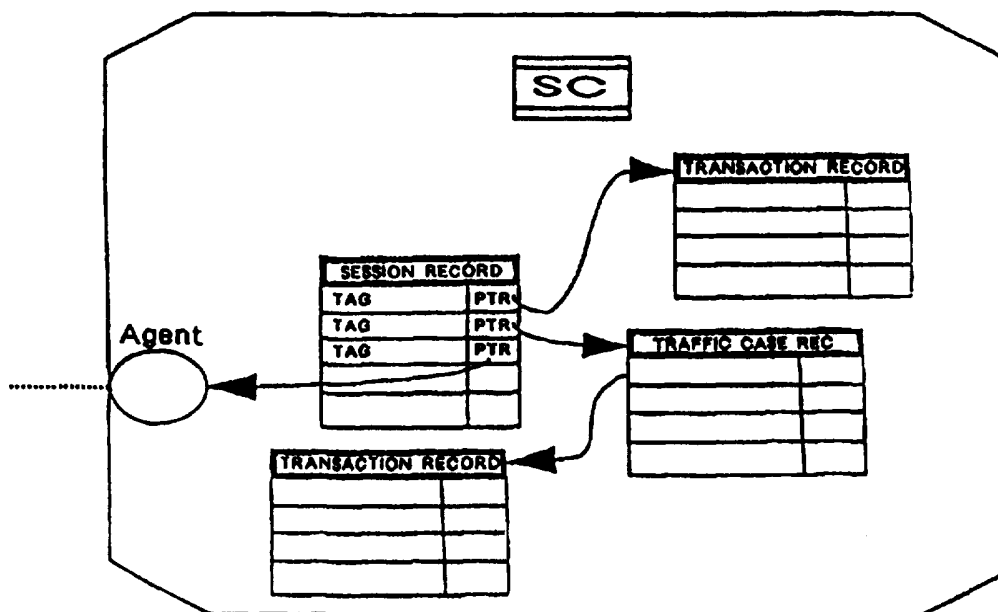 SC
TRANSACTION RECORD
SESSION RECORD
TAG PTR
TAG PTR
TAG PTR
Agent
TRAFFIC CASE REC
TRANSACTION RECORD